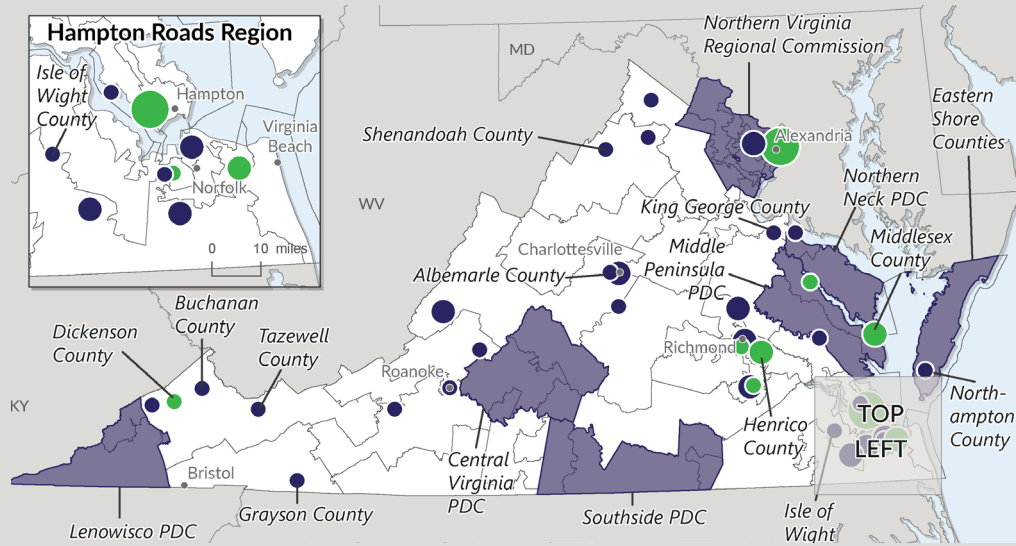 Hampton Roads Region
Isle of
Wight
County
Hampton
Virginia
Beach
Norfolk
0 10 miles
MD
Northern Virginia
Regional Commission
Eastern
Shore
Counties
Shenandoah County
Alexandria
Northern
Neck PDC
WV
King George County
Middlesex
County
Charlottesville
Middle
Peninsula
PDC
Albemarle County
Buchanan
County
Dickenson
County
Tazewell
County
Richmond
Roanoke
KY
North-
ampton
County
TOP
LEFT
Henrico
County
Central
Virginia
PDC
Bristol
Grayson County
Lenowisco PDC
Southside PDC
Isle of
Wight